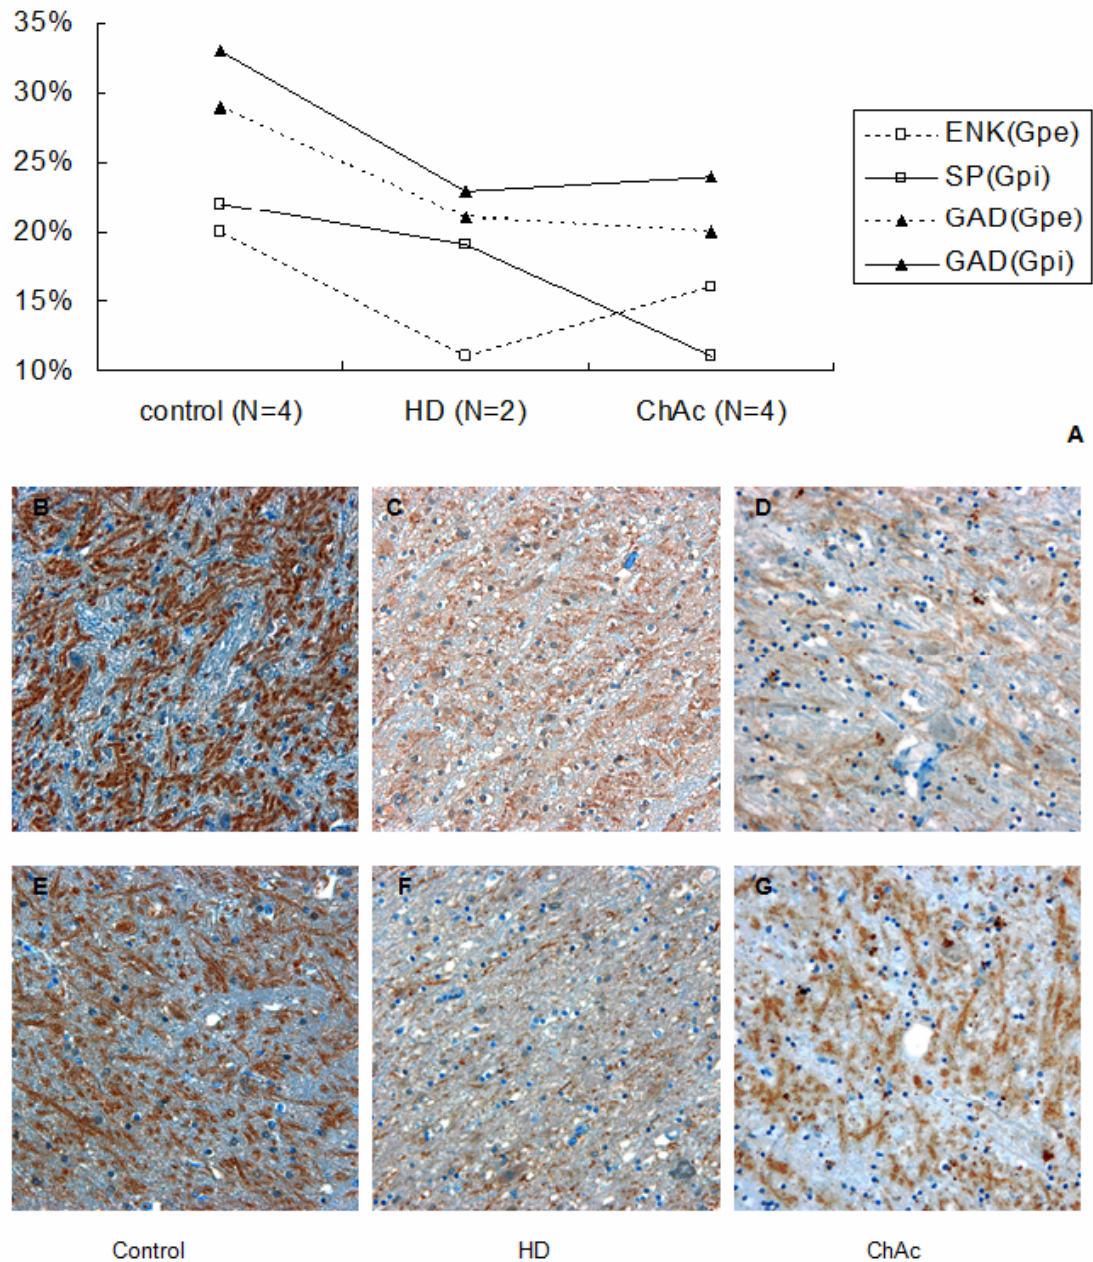 35%
30%
25%
20%
15%
10%
control (N=4) HD (N=2) ChAc (N=4)
ENK(Gpe)
SP(Gpi)
GAD(Gpe)
GAD(Gpi)
A
B C D
E F G
Control HD ChAc